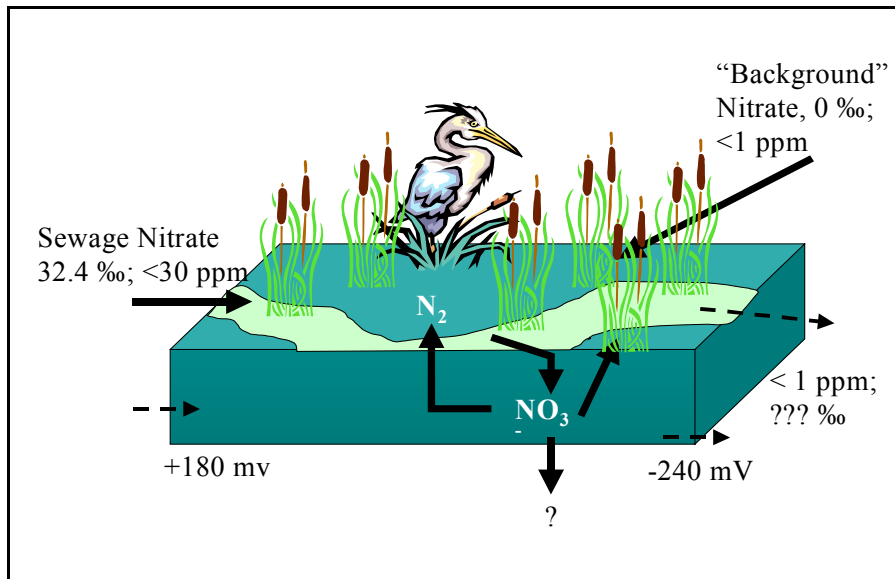 “Background”
Nitrate, 0 ‰;
<1 ppm
Sewage Nitrate
32.4 ‰; <30 ppm
N₂
NO₃
-
< 1 ppm;
??? ‰
+180 mv
-240 mV
?